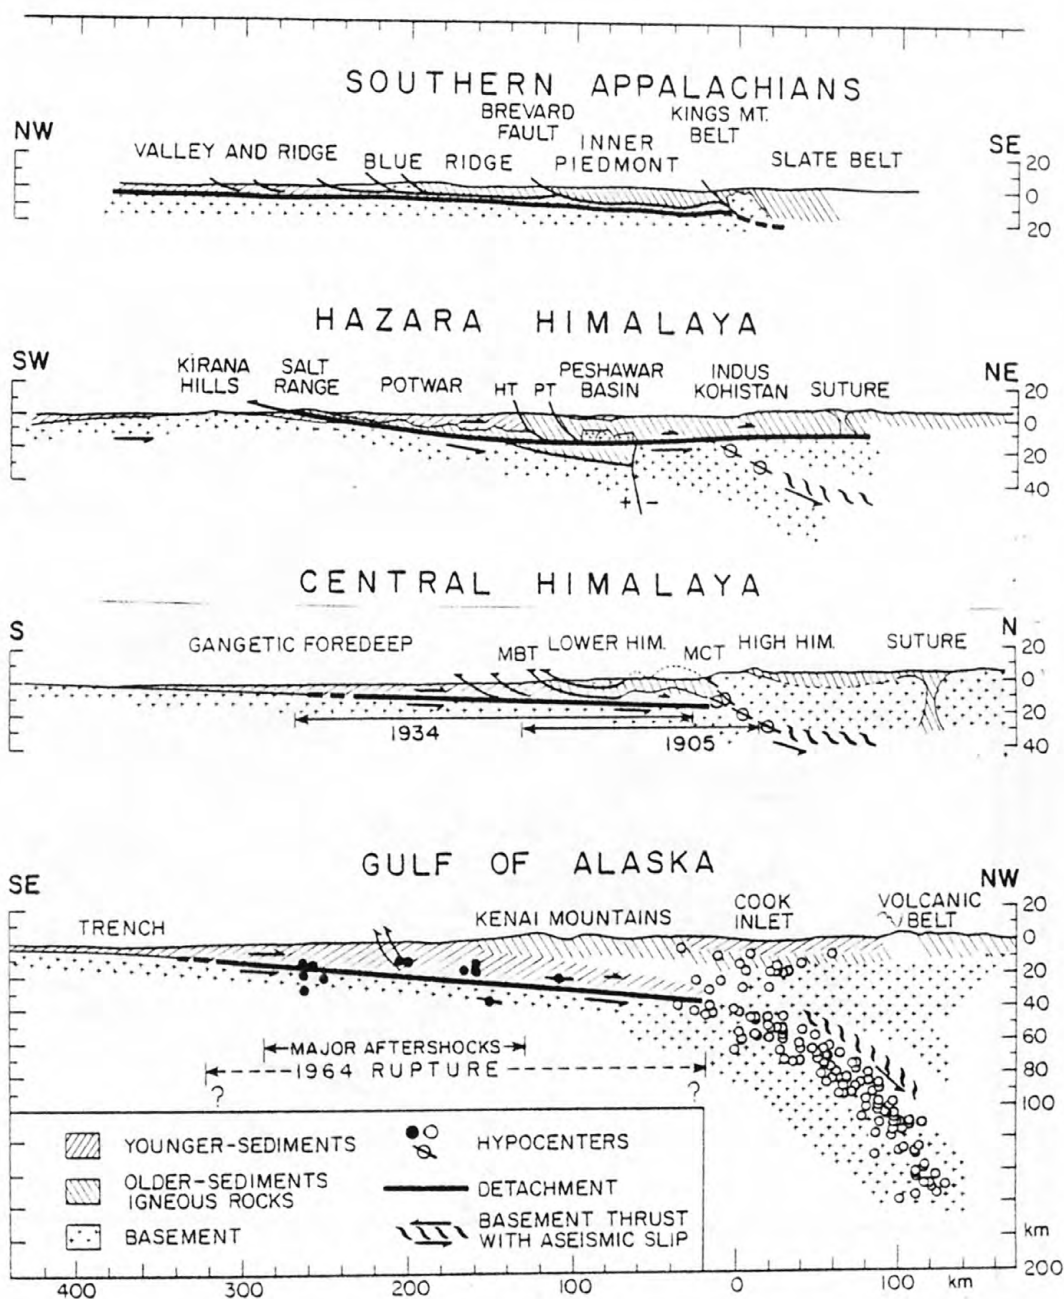 SOUTHERN APPALACHIANS
BREVARD FAULT
KINGS MT. BELT
NW
SE
VALLEY AND RIDGE
BLUE RIDGE
INNER PIEDMONT
SLATE BELT
20
0
20
HAZARA HIMALAYA
SW
NE
KIRANA HILLS
SALT RANGE
POTWAR
HT
PT
PESHAWAR BASIN
INDUS KOHISTAN
SUTURE
20
0
20
40
+ −
CENTRAL HIMALAYA
S
N
GANGETIC FOREDEEP
MBT
LOWER HIM.
MCT
HIGH HIM.
SUTURE
20
0
20
40
1934
1905
GULF OF ALASKA
SE
NW
TRENCH
KENAI MOUNTAINS
COOK INLET
VOLCANIC BELT
20
0
20
40
60
80
100
MAJOR AFTERSHOCKS
1964 RUPTURE
?
?
YOUNGER-SEDIMENTS
OLDER-SEDIMENTS
IGNEOUS ROCKS
BASEMENT
HYPOCENTERS
DETACHMENT
BASEMENT THRUST
WITH ASEISMIC SLIP
km
200
400
300
200
100
0
100
km